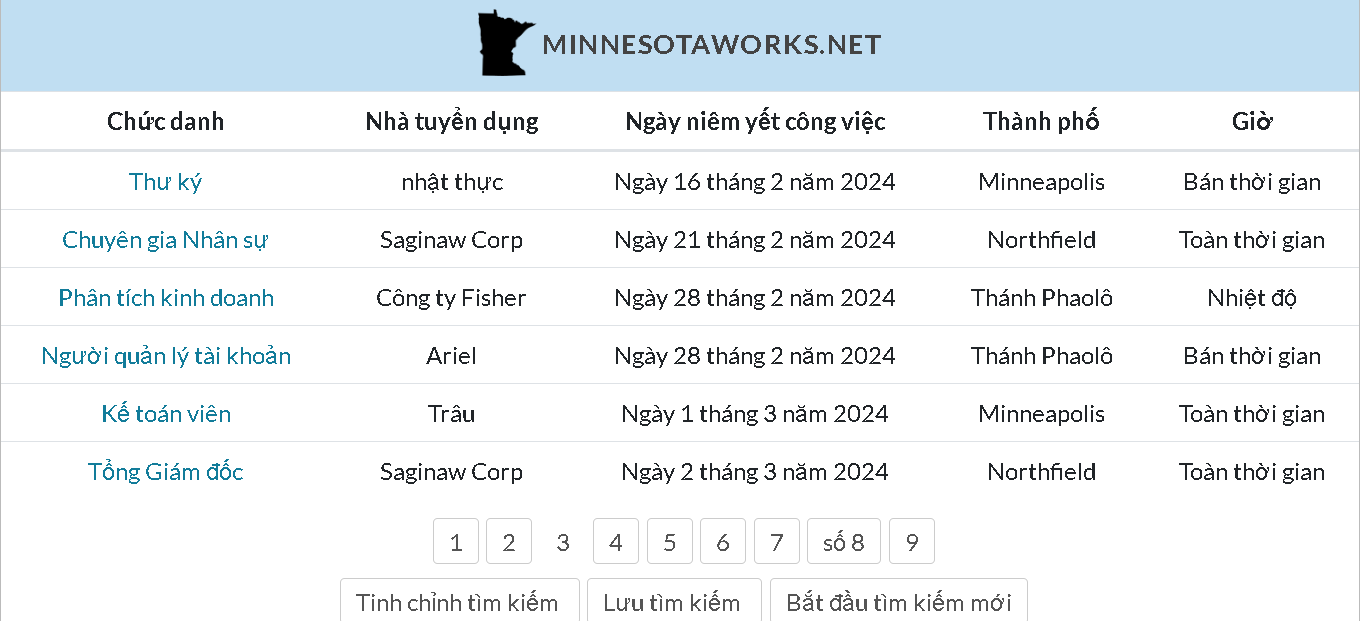 MINNESOTAWORKS.NET
Chức danh Nhà tuyển dụng Ngày niêm yết công việc Thành phố Giờ
Thư ký nhật thực Ngày 16 tháng 2 năm 2024 Minneapolis Bán thời gian
Chuyên gia Nhân sự Saginaw Corp Ngày 21 tháng 2 năm 2024 Northfield Toàn thời gian
Phân tích kinh doanh Công ty Fisher Ngày 28 tháng 2 năm 2024 Thánh Phaolô Nhiệt độ
Người quản lý tài khoản Ariel Ngày 28 tháng 2 năm 2024 Thánh Phaolô Bán thời gian
Kế toán viên Trâu Ngày 1 tháng 3 năm 2024 Minneapolis Toàn thời gian
Tổng Giám đốc Saginaw Corp Ngày 2 tháng 3 năm 2024 Northfield Toàn thời gian
1 2 3 4 5 6 7 số 8 9
Tinh chỉnh tìm kiếm Lưu tìm kiếm Bắt đầu tìm kiếm mới